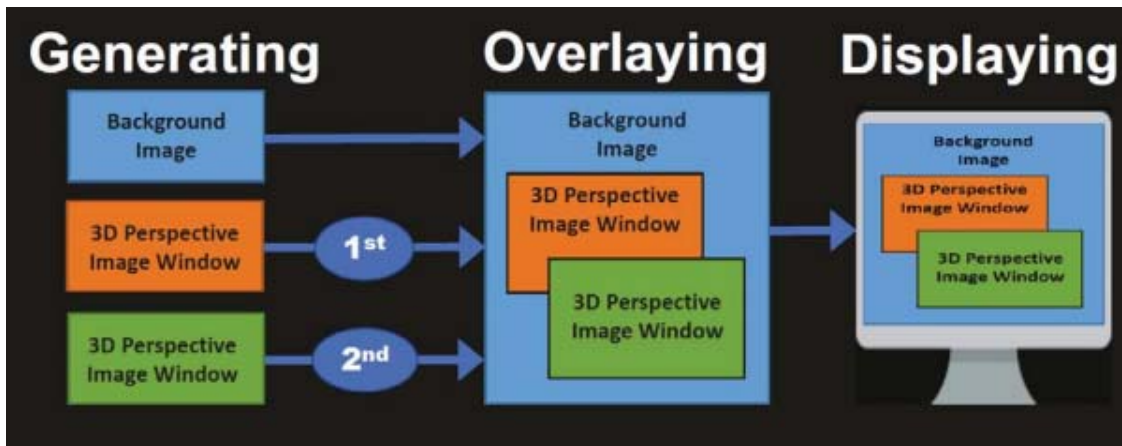 Generating
Background
Image
3D Perspective
Image Window
3D Perspective
Image Window
1st
2nd
Overlaying
Background
Image
3D Perspective
Image Window
3D Perspective
Image Window
Displaying
Background
Image
3D Perspective
Image Window
3D Perspective
Image Window